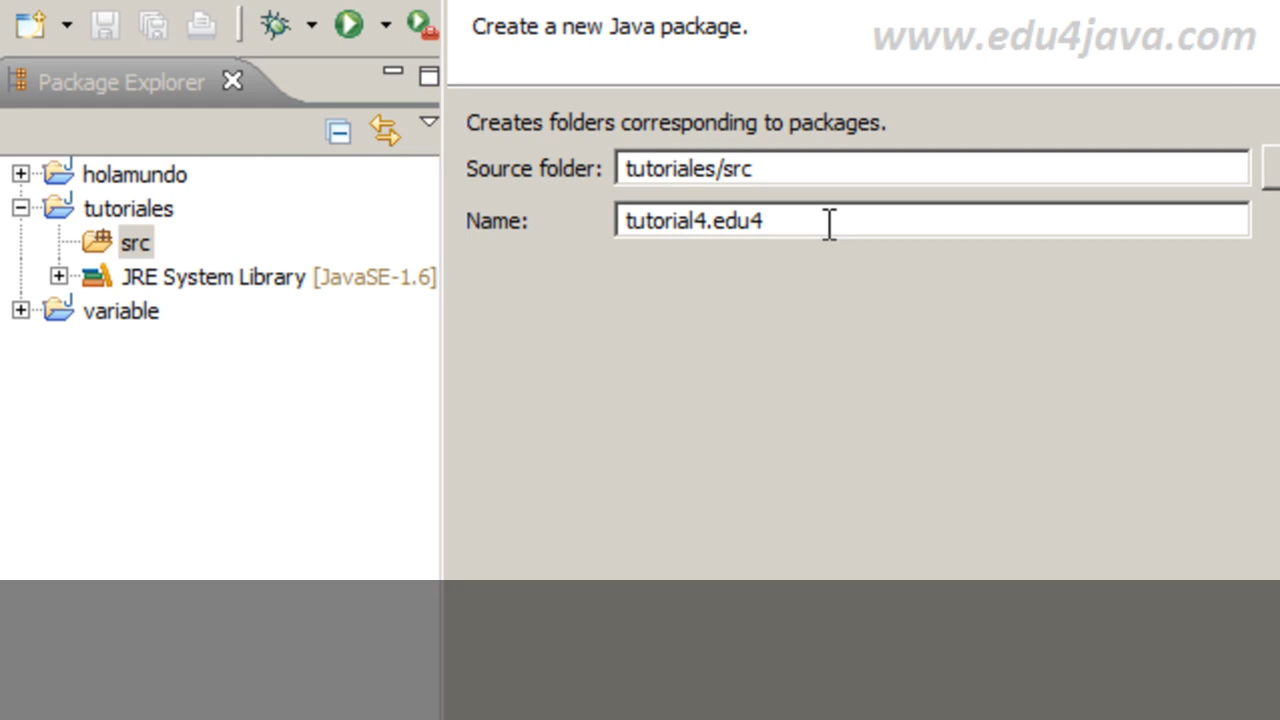 Create a new Java package.
www.edu4java.com
Package Explorer
Creates folders corresponding to packages.
Source folder: tutoriales/src
Name: tutorial4.edu4
holamundo
tutoriales
src
JRE System Library [JavaSE-1.6]
variable